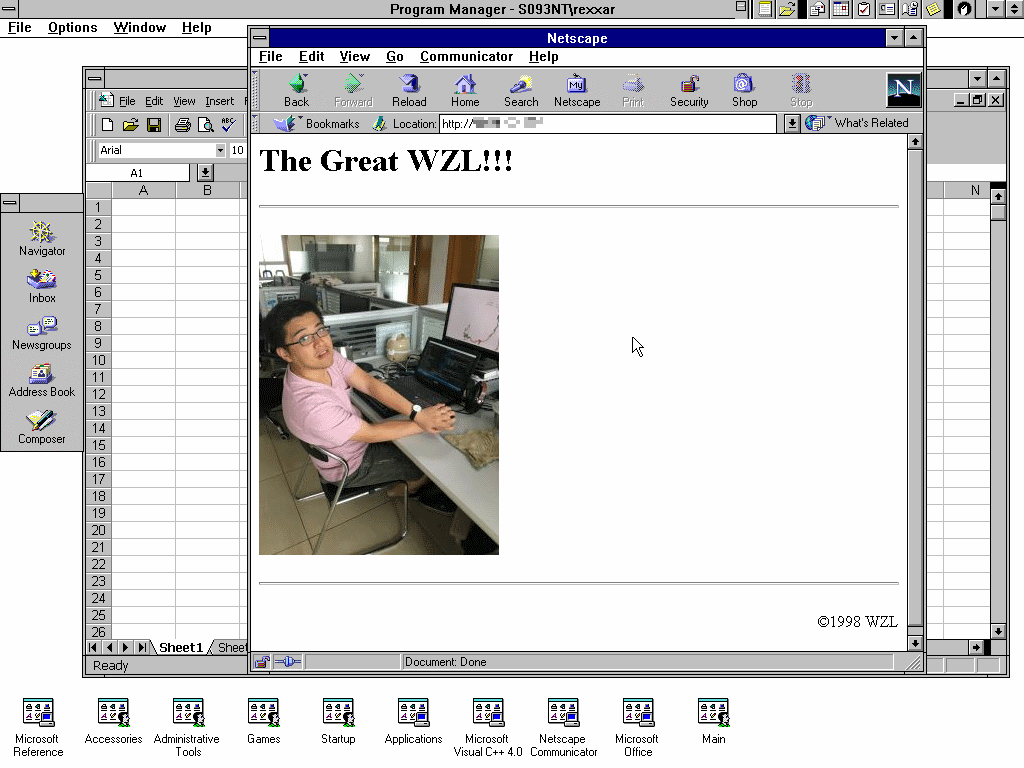 Program Manager - S093NT\rexxar
File Options Window Help
Netscape
File Edit View Go Communicator Help
Back Forward Reload Home Search Netscape Print Security Shop Stop
My
N
Bookmarks Location: http:// What's Related
File Edit View Insert
ABC
Arial 10
A1
A B N
1
2
3
4
5
6
7
8
9
10
11
12
13
14
15
16
17
18
19
20
21
22
23
24
25
26
Sheet1 Sheet
Ready
Navigator
Inbox
Newsgroups
Address Book
Composer
The Great WZL!!!
©1998 WZL
Document: Done
Microsoft
Reference
Accessories
Administrative
Tools
Games
Startup
Applications
Microsoft
Visual C++ 4.0
Netscape
Communicator
Microsoft
Office
Main